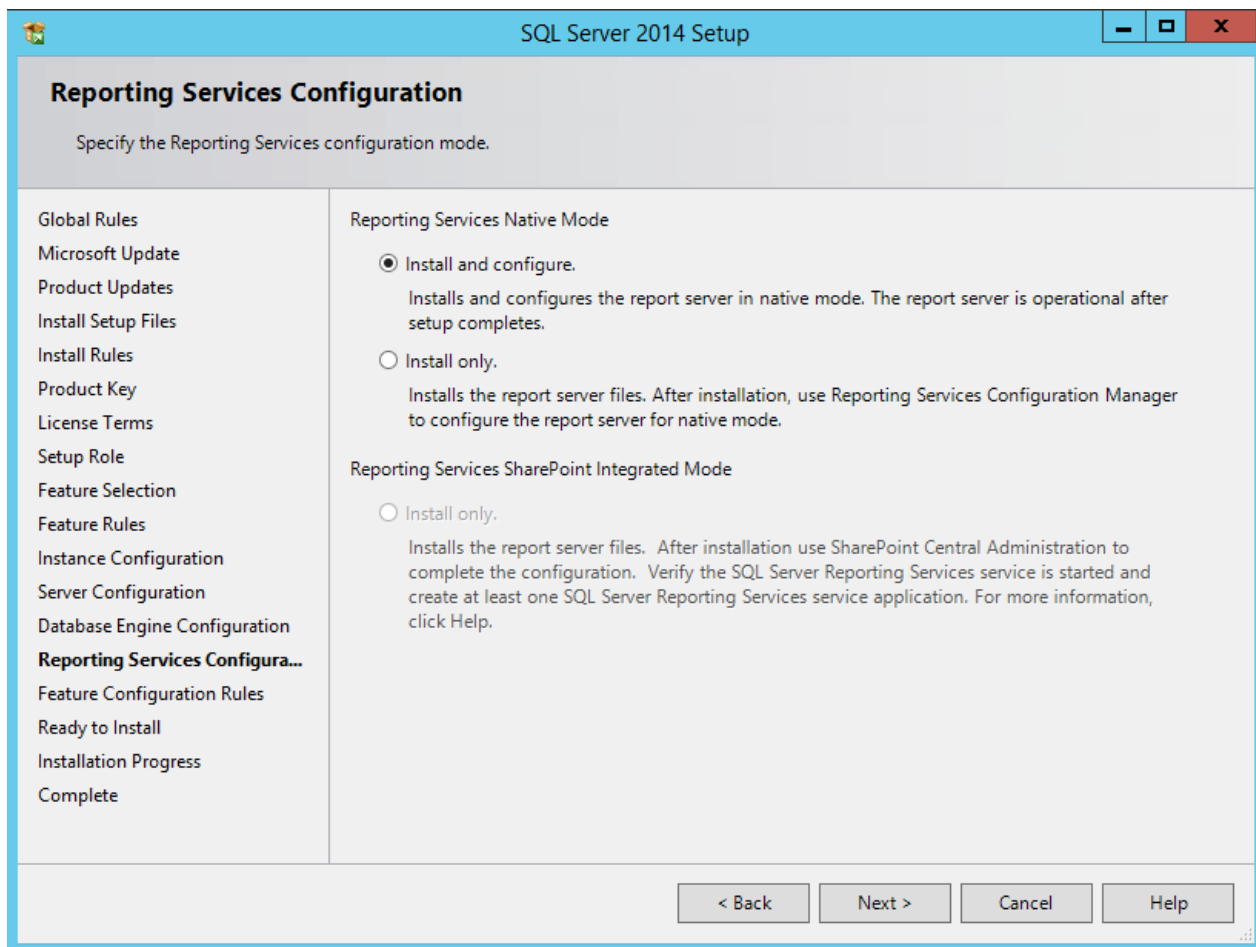 SQL Server 2014 Setup
Reporting Services Configuration
Specify the Reporting Services configuration mode.
Global Rules
Microsoft Update
Product Updates
Install Setup Files
Install Rules
Product Key
License Terms
Setup Role
Feature Selection
Feature Rules
Instance Configuration
Server Configuration
Database Engine Configuration
Reporting Services Configura...
Feature Configuration Rules
Ready to Install
Installation Progress
Complete
Reporting Services Native Mode
Install and configure.
Installs and configures the report server in native mode. The report server is operational after
setup completes.
Install only.
Installs the report server files. After installation, use Reporting Services Configuration Manager
to configure the report server for native mode.
Reporting Services SharePoint Integrated Mode
Install only.
Installs the report server files.  After installation use SharePoint Central Administration to
complete the configuration.  Verify the SQL Server Reporting Services service is started and
create at least one SQL Server Reporting Services service application. For more information,
click Help.
< Back
Next >
Cancel
Help